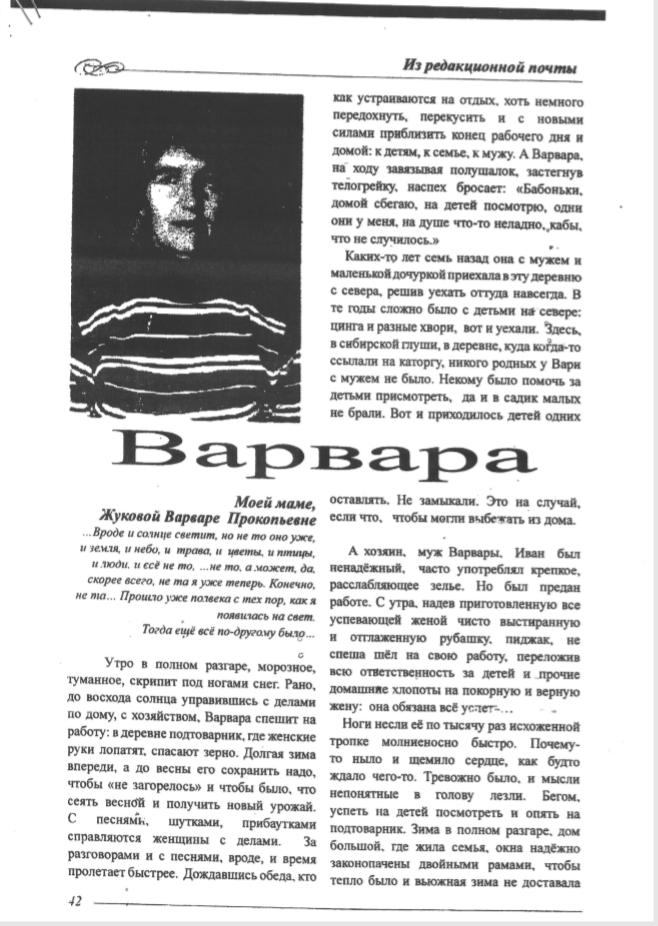 Из редакционной почты
как устраиваются на отдых, хоть немного
передохнуть, перекусить и с новыми
силами приблизить конец рабочего дня и
домой: к детям, к семье, к мужу. А Варвара,
на ходу завязывая полушалок, застегнув
телогрейку, наспех бросает: «Бабоньки,
домой сбегаю, на детей посмотрю, одни
они у меня, на душе что-то неладно, кабы,
что не случилось.»
Каких-то лет семь назад она с мужем и
маленькой дочуркой приехала в эту деревню
с севера, решив уехать оттуда навсегда. В
те годы сложно было с детьми на севере:
цинга и разные хвори, вот и уехали. Здесь,
в сибирской глуши, в деревне, куда когда-то
ссылали на каторгу, никого родных у Вари
с мужем не было. Некому было помочь за
детьми присмотреть, да и в садик малых
не брали. Вот и приходилось детей одних
Варвара
Моей маме,
Жуковой Варваре Прокопьевне
...Вроде и солнце светит, но не то оно уже,
и земля, и небо, и трава, и цветы, и птицы,
и люди, и всё не то, ...не то, а может, да,
скорее всего, не та я уже теперь. Конечно,
не та... Прошло уже полвека с тех пор, как я
появилась на свет.
Тогда ещё всё по-другому было...
Утро в полном разгаре, морозное,
туманное, скрипит под ногами снег. Рано,
до восхода солнца управившись с делами
по дому, с хозяйством, Варвара спешит на
работу: в деревне подтоварник, где женские
руки лопатят, спасают зерно. Долгая зима
впереди, а до весны его сохранить надо,
чтобы «не загорелось» и чтобы было, что
сеять весной и получить новый урожай.
С песнями, шутками, прибаутками
справляются женщины с делами. За
разговорами и с песнями, вроде, и время
пролетает быстрее. Дождавшись обеда, кто
оставлять. Не замыкали. Это на случай,
если что, чтобы могли выбежать из дома.
А хозяин, муж Варвары, Иван был
ненадёжный, часто употреблял крепкое,
расслабляющее зелье. Но был предан
работе. С утра, надев приготовленную все
успевающей женой чисто выстиранную
и отглаженную рубашку, пиджак, не
спеша шёл на свою работу, переложив
всю ответственность за детей и прочие
домашние хлопоты на покорную и верную
жену: она обязана всё успеть...
Ноги несли её по тысячу раз исхоженной
тропке молниеносно быстро. Почему-
то ныло и щемило сердце, как будто
ждало чего-то. Тревожно было, и мысли
непонятные в голову лезли. Бегом,
успеть на детей посмотреть и опять на
подтоварник. Зима в полном разгаре, дом
большой, где жила семья, окна надёжно
законопачены двойными рамами, чтобы
тепло было и вьюжная зима не доставала
42